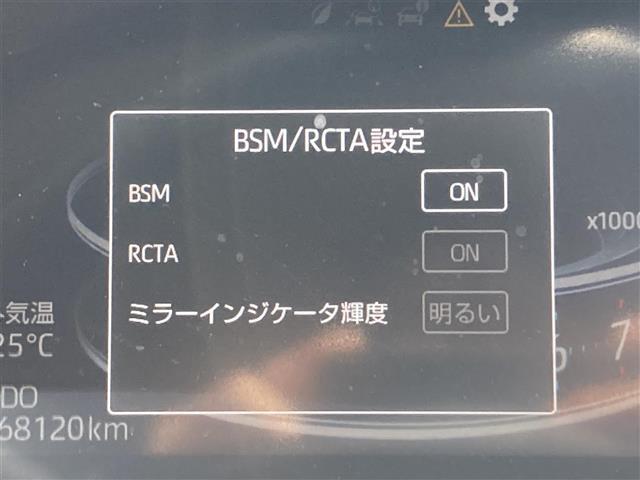 BSM/RCTA設定
BSM ON
RCTA ON
x1000
ミラーインジケータ輝度 明るい
気温
25℃
7
DO
68120km